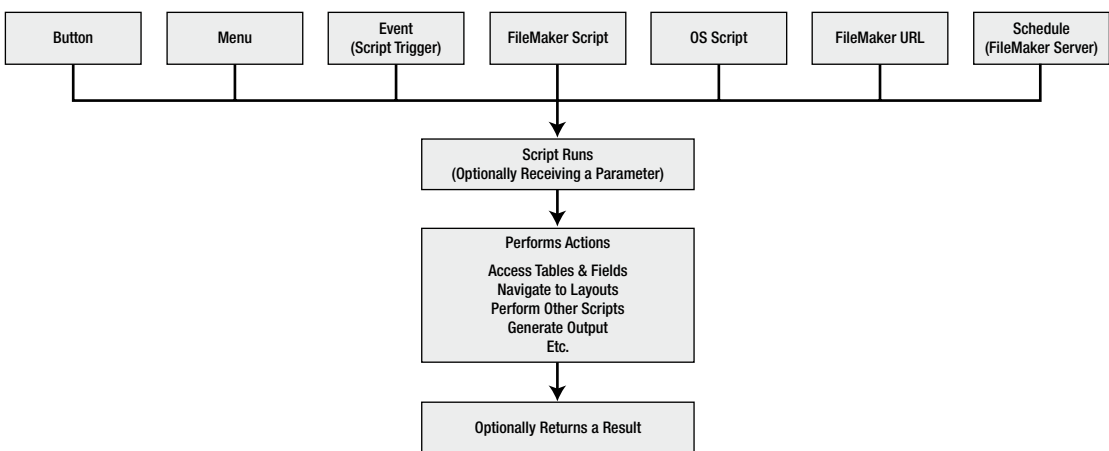 Button
Menu
Event
(Script Trigger)
FileMaker Script
OS Script
FileMaker URL
Schedule
(FileMaker Server)
Script Runs
(Optionally Receiving a Parameter)
Performs Actions
Access Tables & Fields
Navigate to Layouts
Perform Other Scripts
Generate Output
Etc.
Optionally Returns a Result